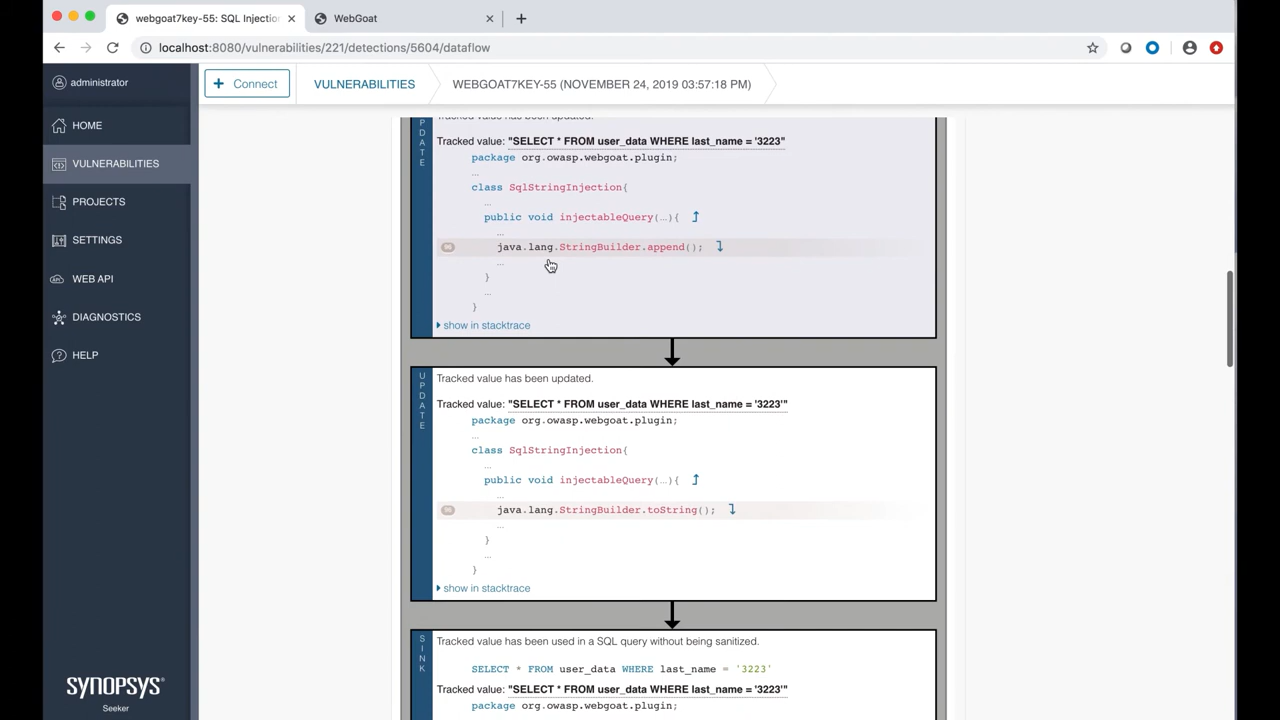 webgoat7key-55: SQL Injectio
WebGoat
localhost:8080/vulnerabilities/221/detections/5604/dataflow
administrator
Connect
VULNERABILITIES
WEBGOAT7KEY-55 (NOVEMBER 24, 2019 03:57:18 PM)
HOME
VULNERABILITIES
PROJECTS
SETTINGS
WEB API
DIAGNOSTICS
HELP
SYNOPSYS®
Seeker
PDATE
Tracked value has been updated.
Tracked value: "SELECT * FROM user_data WHERE last_name = '3223"
package org.owasp.webgoat.plugin;
...
class SqlStringInjection{
...
public void injectableQuery(…){
...
java.lang.StringBuilder.append();
...
}
...
}
show in stacktrace
UPDATE
Tracked value has been updated.
Tracked value: "SELECT * FROM user_data WHERE last_name = '3223'"
package org.owasp.webgoat.plugin;
...
class SqlStringInjection{
...
public void injectableQuery(…){
...
java.lang.StringBuilder.toString();
...
}
...
}
show in stacktrace
SINK
Tracked value has been used in a SQL query without being sanitized.
SELECT * FROM user_data WHERE last_name = '3223'
Tracked value: "SELECT * FROM user_data WHERE last_name = '3223'"
package org.owasp.webgoat.plugin;